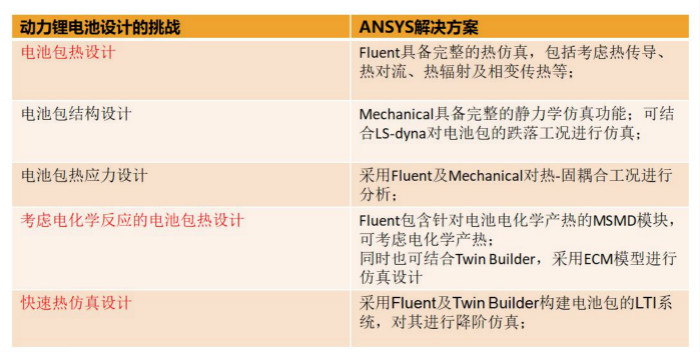 动力锂电池设计的挑战
ANSYS解决方案
电池包热设计
Fluent具备完整的热仿真，包括考虑热传导、
热对流、热辐射及相变传热等；
电池包结构设计
Mechanical具备完整的静力学仿真功能；可结
合LS-dyna对电池包的跌落工况进行仿真；
电池包热应力设计
采用Fluent及Mechanical对热-固耦合工况进行
分析；
考虑电化学反应的电池包热设计
Fluent包含针对电池电化学产热的MSMD模块，
可考虑电化学产热；
同时也可结合Twin Builder，采用ECM模型进行
仿真设计
快速热仿真设计
采用Fluent及Twin Builder构建电池包的LTI系
统，对其进行降阶仿真；